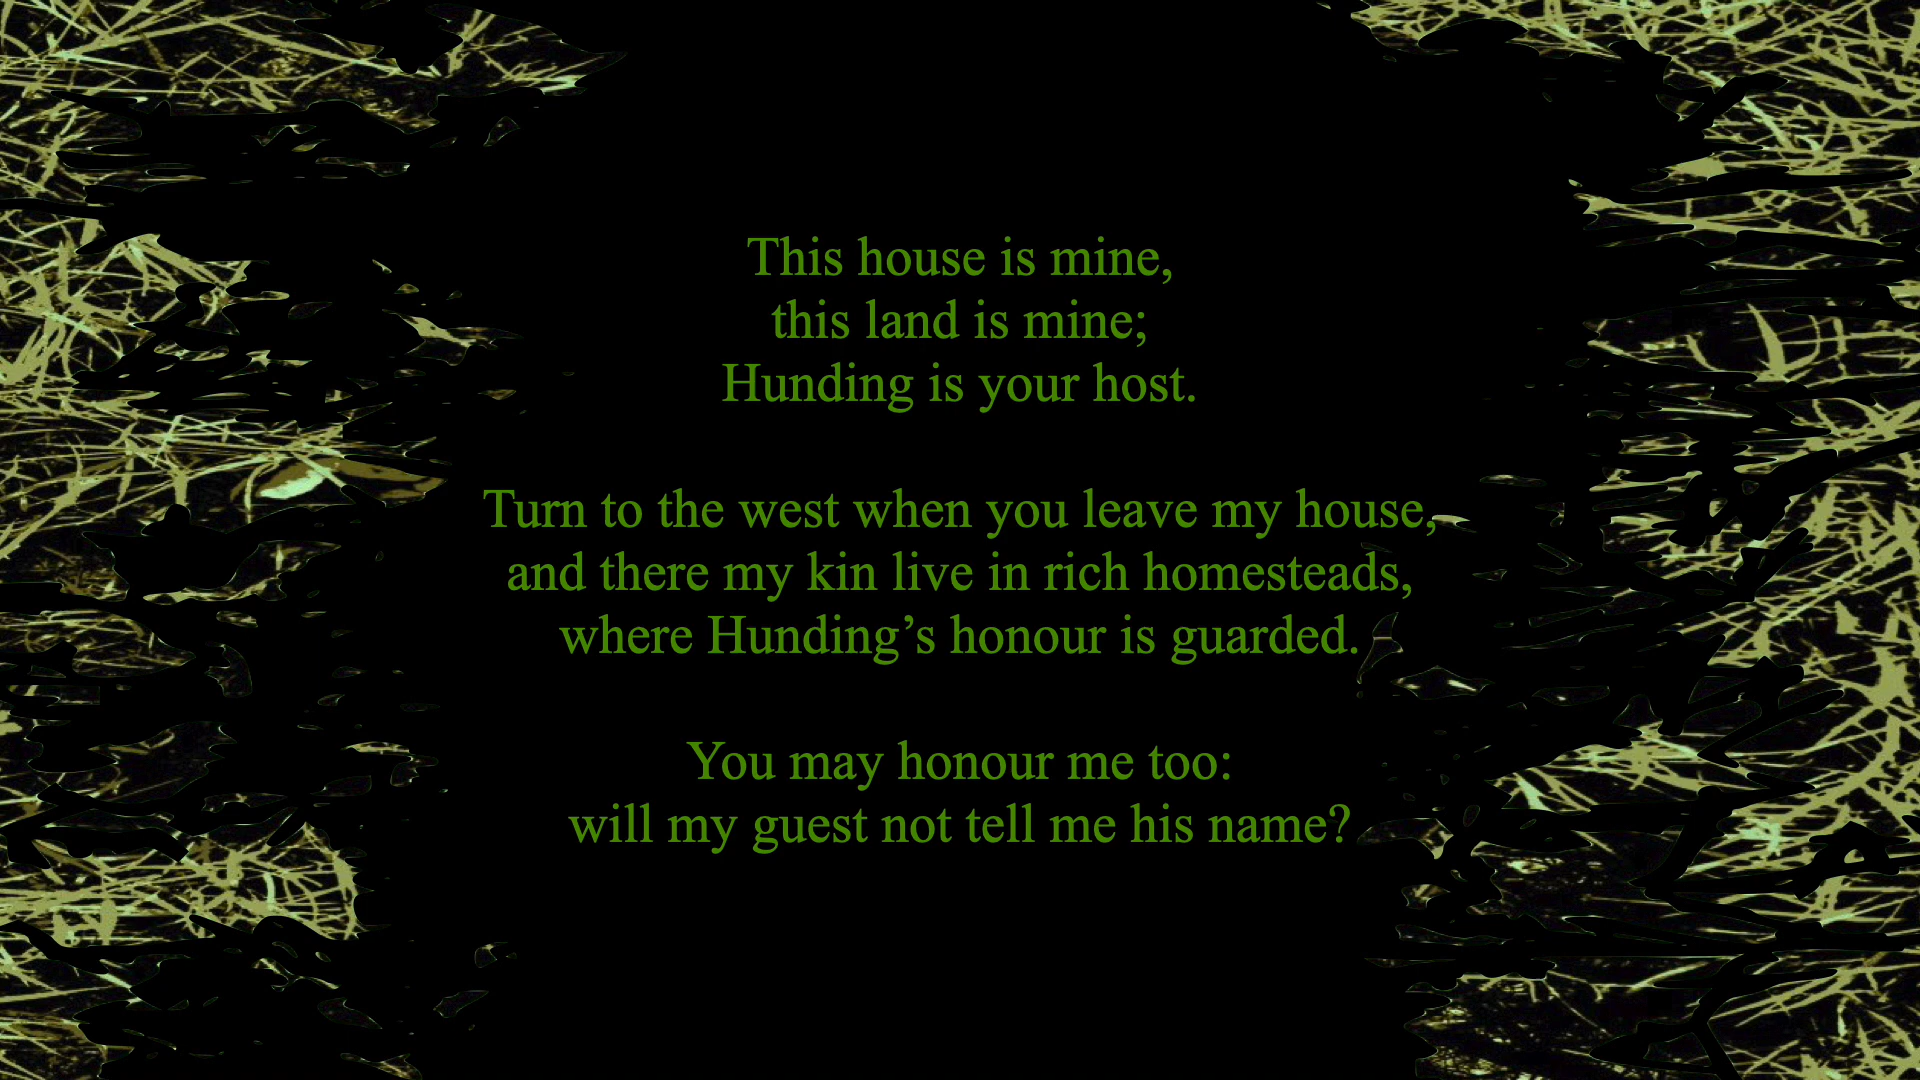 This house is mine,
this land is mine;
Hunding is your host.
Turn to the west when you leave my house,
and there my kin live in rich homesteads,
where Hunding’s honour is guarded.
You may honour me too:
will my guest not tell me his name?